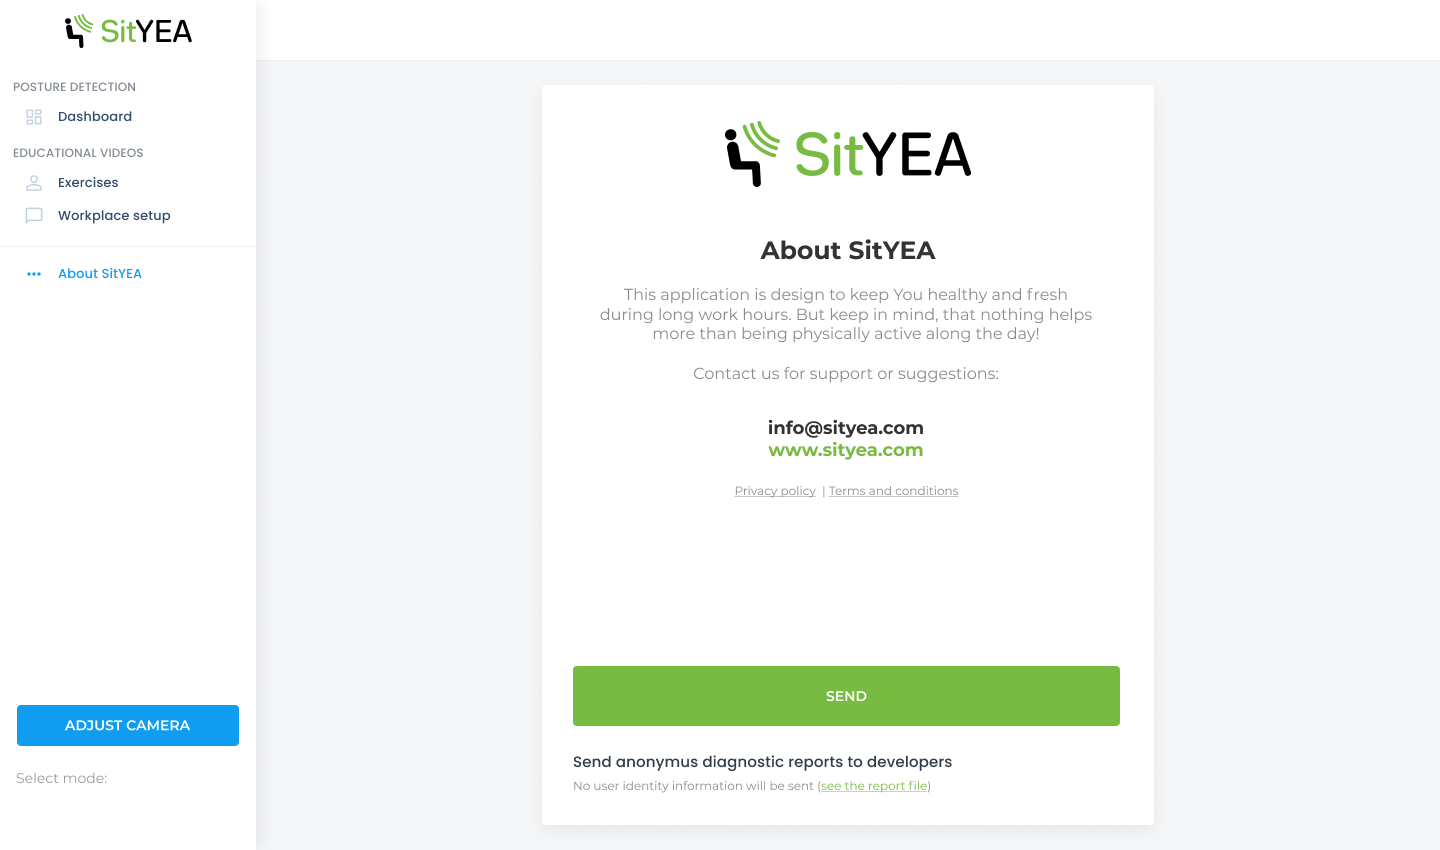 SitYEA
POSTURE DETECTION
Dashboard
EDUCATIONAL VIDEOS
Exercises
Workplace setup
About SitYEA
ADJUST CAMERA
Select mode:
SitYEA
About SitYEA
This application is design to keep You healthy and fresh
during long work hours. But keep in mind, that nothing helps
more than being physically active along the day!
Contact us for support or suggestions:
info@sityea.com
www.sityea.com
Privacy policy | Terms and conditions
SEND
Send anonymus diagnostic reports to developers
No user identity information will be sent (see the report file)